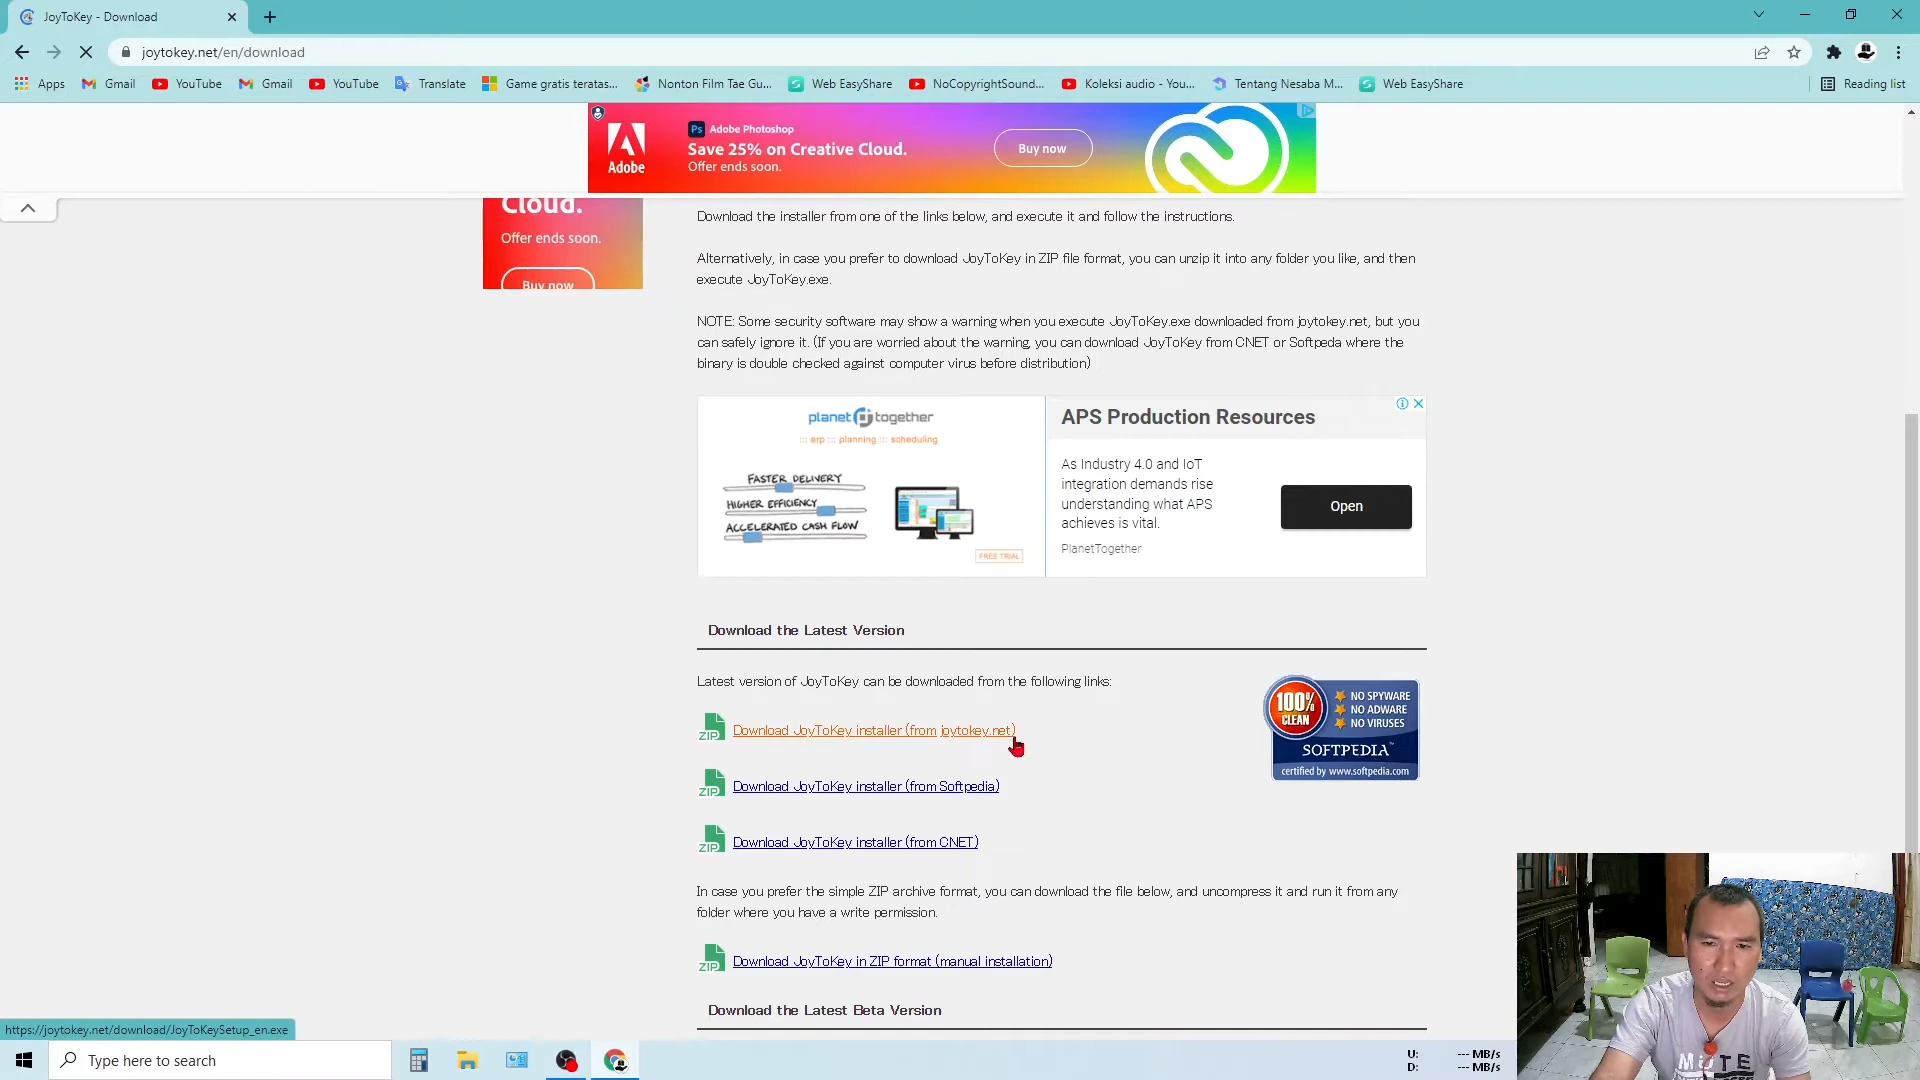 JoyToKey - Download
joytokey.net/en/download
Apps
Gmail
YouTube
Gmail
YouTube
Translate
Game gratis teratas...
Nonton Film Tae Gu...
Web EasyShare
NoCopyrightSound...
Koleksi audio - You...
Tentang Nesaba M...
Web EasyShare
Reading list
Adobe
Ps Adobe Photoshop
Save 25% on Creative Cloud.
Offer ends soon.
Buy now
Cloud.
Offer ends soon.
Buy now
Download the installer from one of the links below, and execute it and follow the instructions.
Alternatively, in case you prefer to download JoyToKey in ZIP file format, you can unzip it into any folder you like, and then
execute JoyToKey.exe.
NOTE: Some security software may show a warning when you execute JoyToKey.exe downloaded from joytokey.net, but you
can safely ignore it. (If you are worried about the warning, you can download JoyToKey from CNET or Softpedia where the
binary is double checked against computer virus before distribution)
planet together
::: erp ::: planning ::: scheduling
FASTER DELIVERY
HIGHER EFFICIENCY
ACCELERATED CASH FLOW
FREE TRIAL
APS Production Resources
As Industry 4.0 and IoT
integration demands rise
understanding what APS
achieves is vital.
PlanetTogether
Open
Download the Latest Version
Latest version of JoyToKey can be downloaded from the following links:
ZIP Download JoyToKey installer (from joytokey.net)
ZIP Download JoyToKey installer (from Softpedia)
ZIP Download JoyToKey installer (from CNET)
100%
CLEAN
NO SPYWARE
NO ADWARE
NO VIRUSES
SOFTPEDIA™
certified by www.softpedia.com
In case you prefer the simple ZIP archive format, you can download the file below, and uncompress it and run it from any
folder where you have a write permission.
ZIP Download JoyToKey in ZIP format (manual installation)
Download the Latest Beta Version
https://joytokey.net/download/JoyToKeySetup_en.exe
Type here to search
U: --- MB/s
D: --- MB/s
MUTE